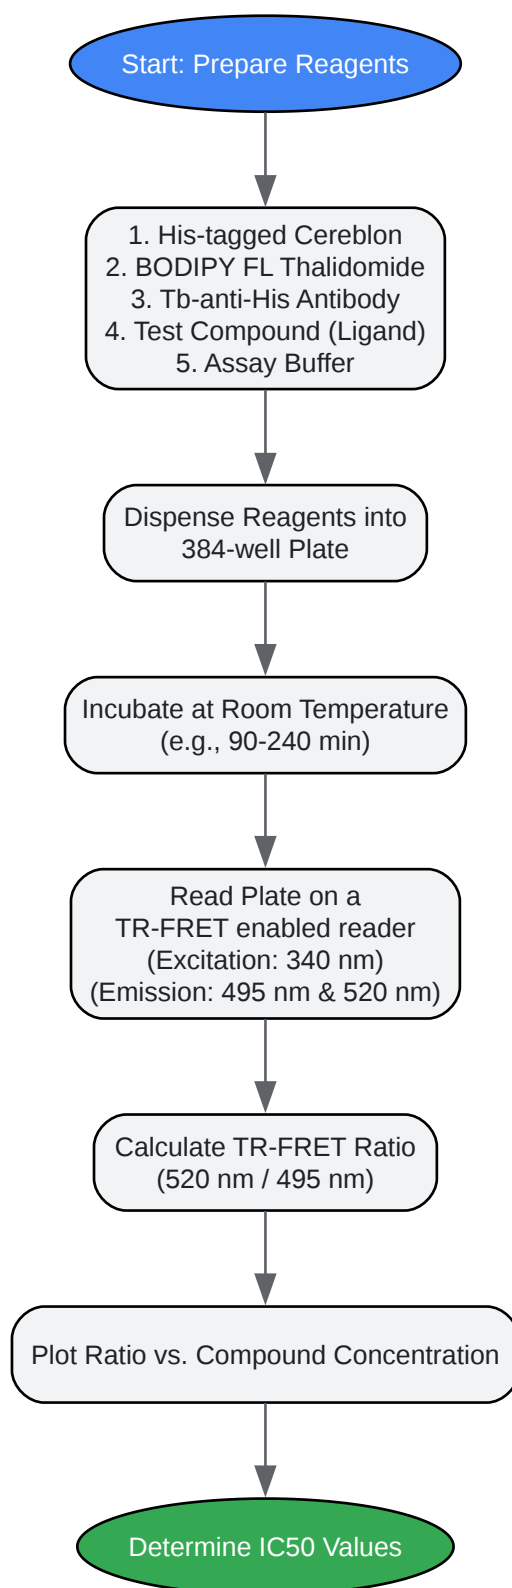 Start: Prepare Reagents
1. His-tagged Cereblon
2. BODIPY FL Thalidomide
3. Tb-anti-His Antibody
4. Test Compound (Ligand)
5. Assay Buffer
Dispense Reagents into
384-well Plate
Incubate at Room Temperature
(e.g., 90-240 min)
Read Plate on a
TR-FRET enabled reader
(Excitation: 340 nm)
(Emission: 495 nm & 520 nm)
Calculate TR-FRET Ratio
(520 nm / 495 nm)
Plot Ratio vs. Compound Concentration
Determine IC50 Values